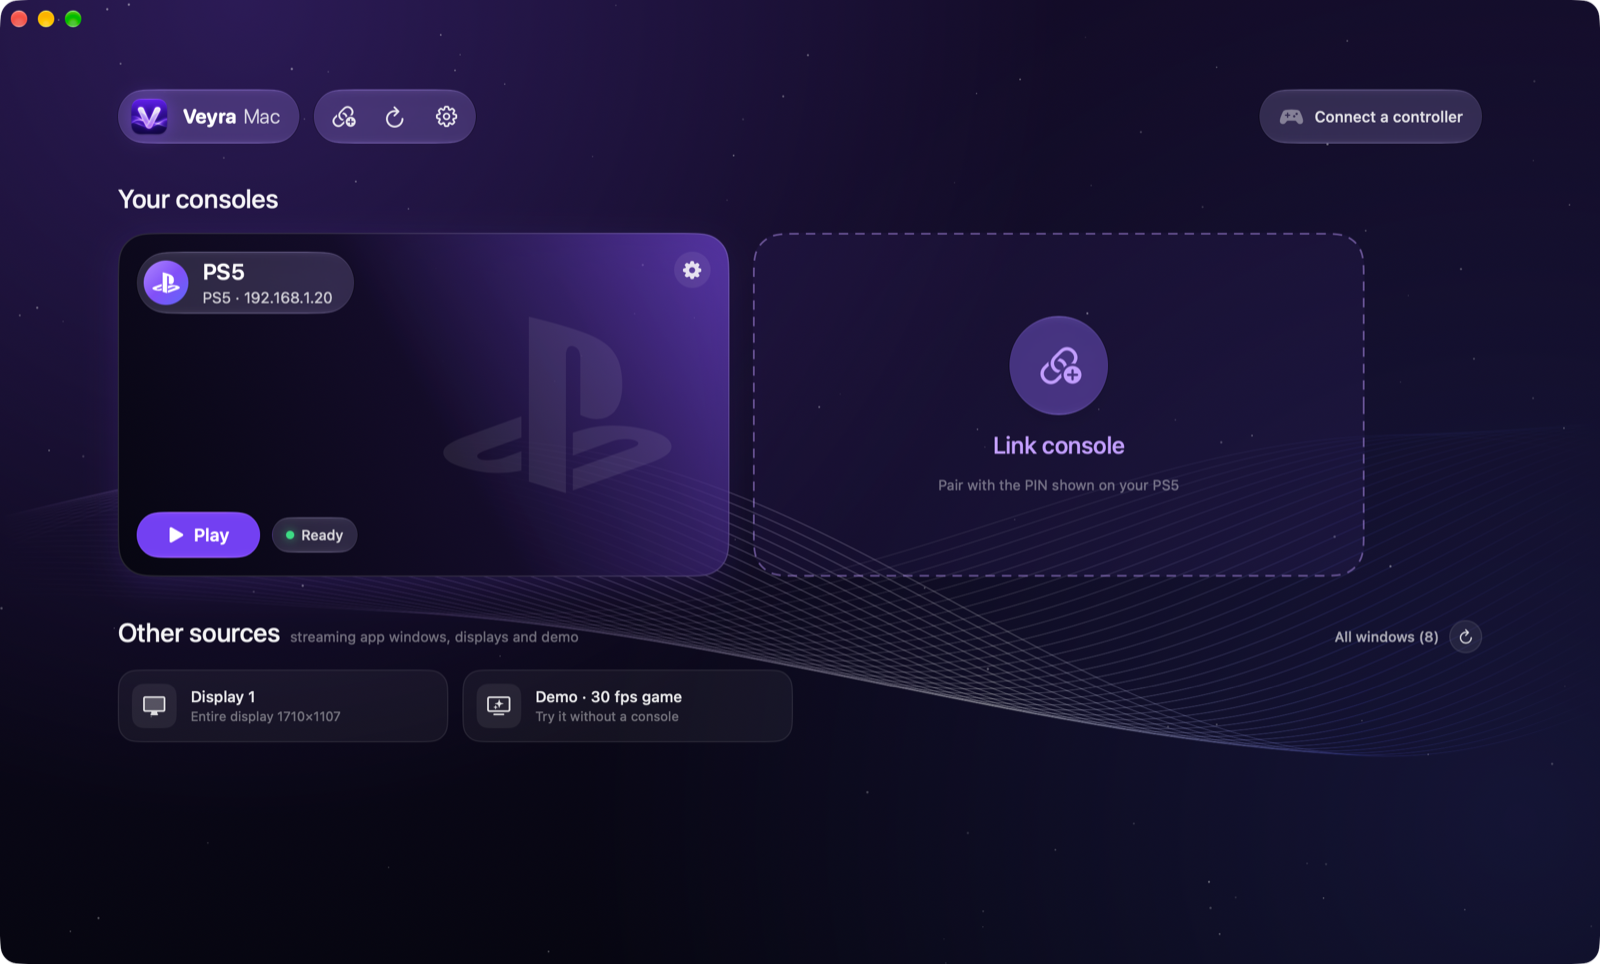 Veyra Mac
Connect a controller
Your consoles
PS5
PS5 · 192.168.1.20
Play
Ready
Link console
Pair with the PIN shown on your PS5
Other sources
streaming app windows, displays and demo
All windows (8)
Display 1
Entire display 1710×1107
Demo · 30 fps game
Try it without a console